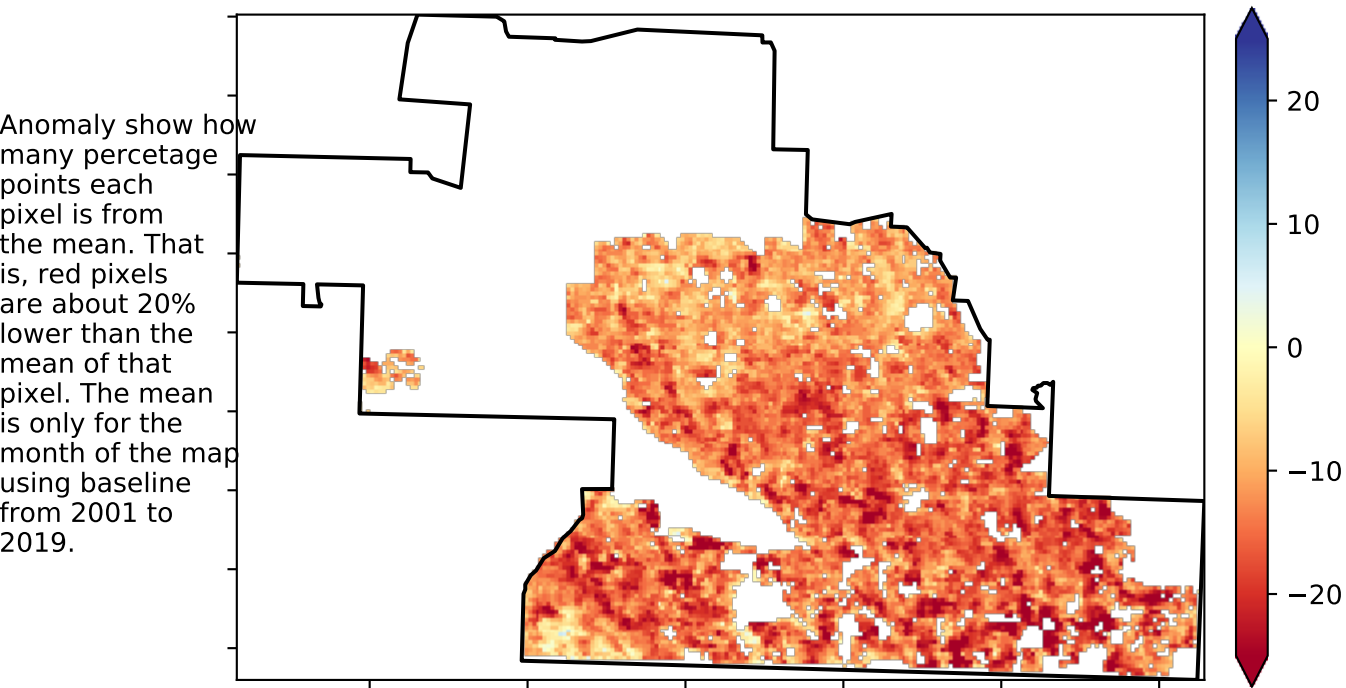 Anomaly show how
many percetage
points each
pixel is from
the mean. That
is, red pixels
are about 20%
lower than the
mean of that
pixel. The mean
is only for the
month of the map
using baseline
from 2001 to
2019.
20
10
0
−10
−20